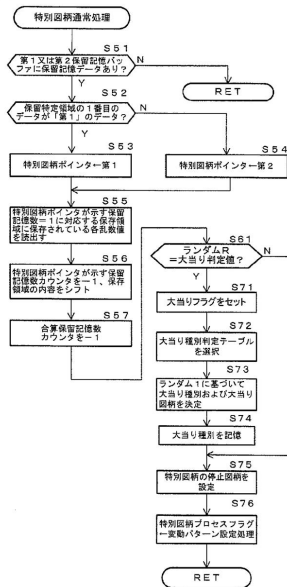 特別図柄通常処理
S51
第1又は第2保留記憶バッ
ファに保留記憶データあり?
N
Y
RET
S52
保留特定領域の1番目の
データが「第1」のデータ?
N
Y
S53
特別図柄ポインタ←第1
S54
特別図柄ポインタ←第2
S55
特別図柄ポインタが示す保留
記憶数=1に対応する保存領
域に保存されている各乱数値
を読出す
S56
特別図柄ポインタが示す保留
記憶数カウンタを-1、保存
領域の内容をシフト
S57
合算保留記憶数
カウンタを-1
S61
ランダムR
=大当り判定値?
N
Y
S71
大当りフラグをセット
S72
大当り種別判定テーブル
を選択
S73
ランダム1に基づいて
大当り種別および大当り
図柄を決定
S74
大当り種別を記憶
S75
特別図柄の停止図柄を
設定
S76
特別図柄プロセスフラグ
←変動パターン設定処理
RET